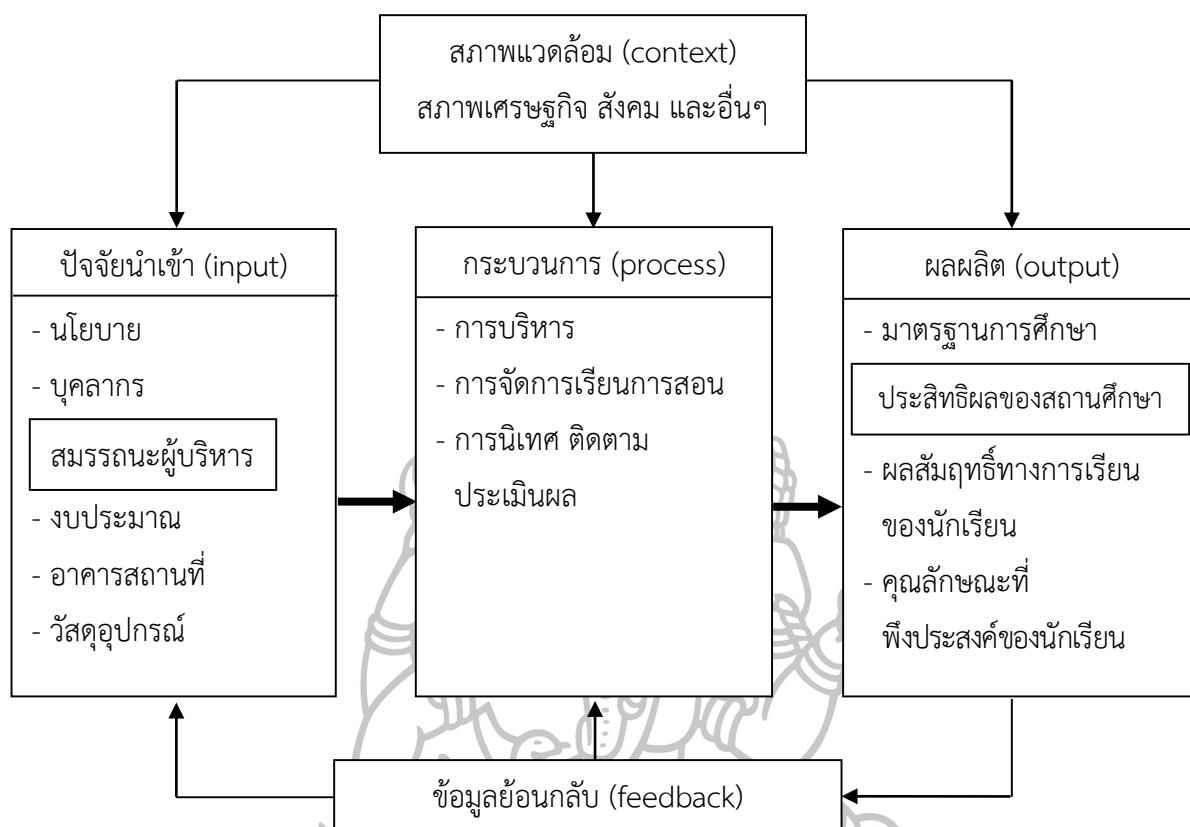 สภาพแวดล้อม (context)
สภาพเศรษฐกิจ สังคม และอื่นๆ
ปัจจัยนำเข้า (input)
- นโยบาย
- บุคลากร
สมรรถนะผู้บริหาร
- งบประมาณ
- อาคารสถานที่
- วัสดุอุปกรณ์
กระบวนการ (process)
- การบริหาร
- การจัดการเรียนการสอน
- การนิเทศ ติดตาม
ประเมินผล
ผลผลิต (output)
- มาตรฐานการศึกษา
ประสิทธิผลของสถานศึกษา
- ผลสัมฤทธิ์ทางการเรียน
ของนักเรียน
- คุณลักษณะที่
พึงประสงค์ของนักเรียน
ข้อมูลย้อนกลับ (feedback)